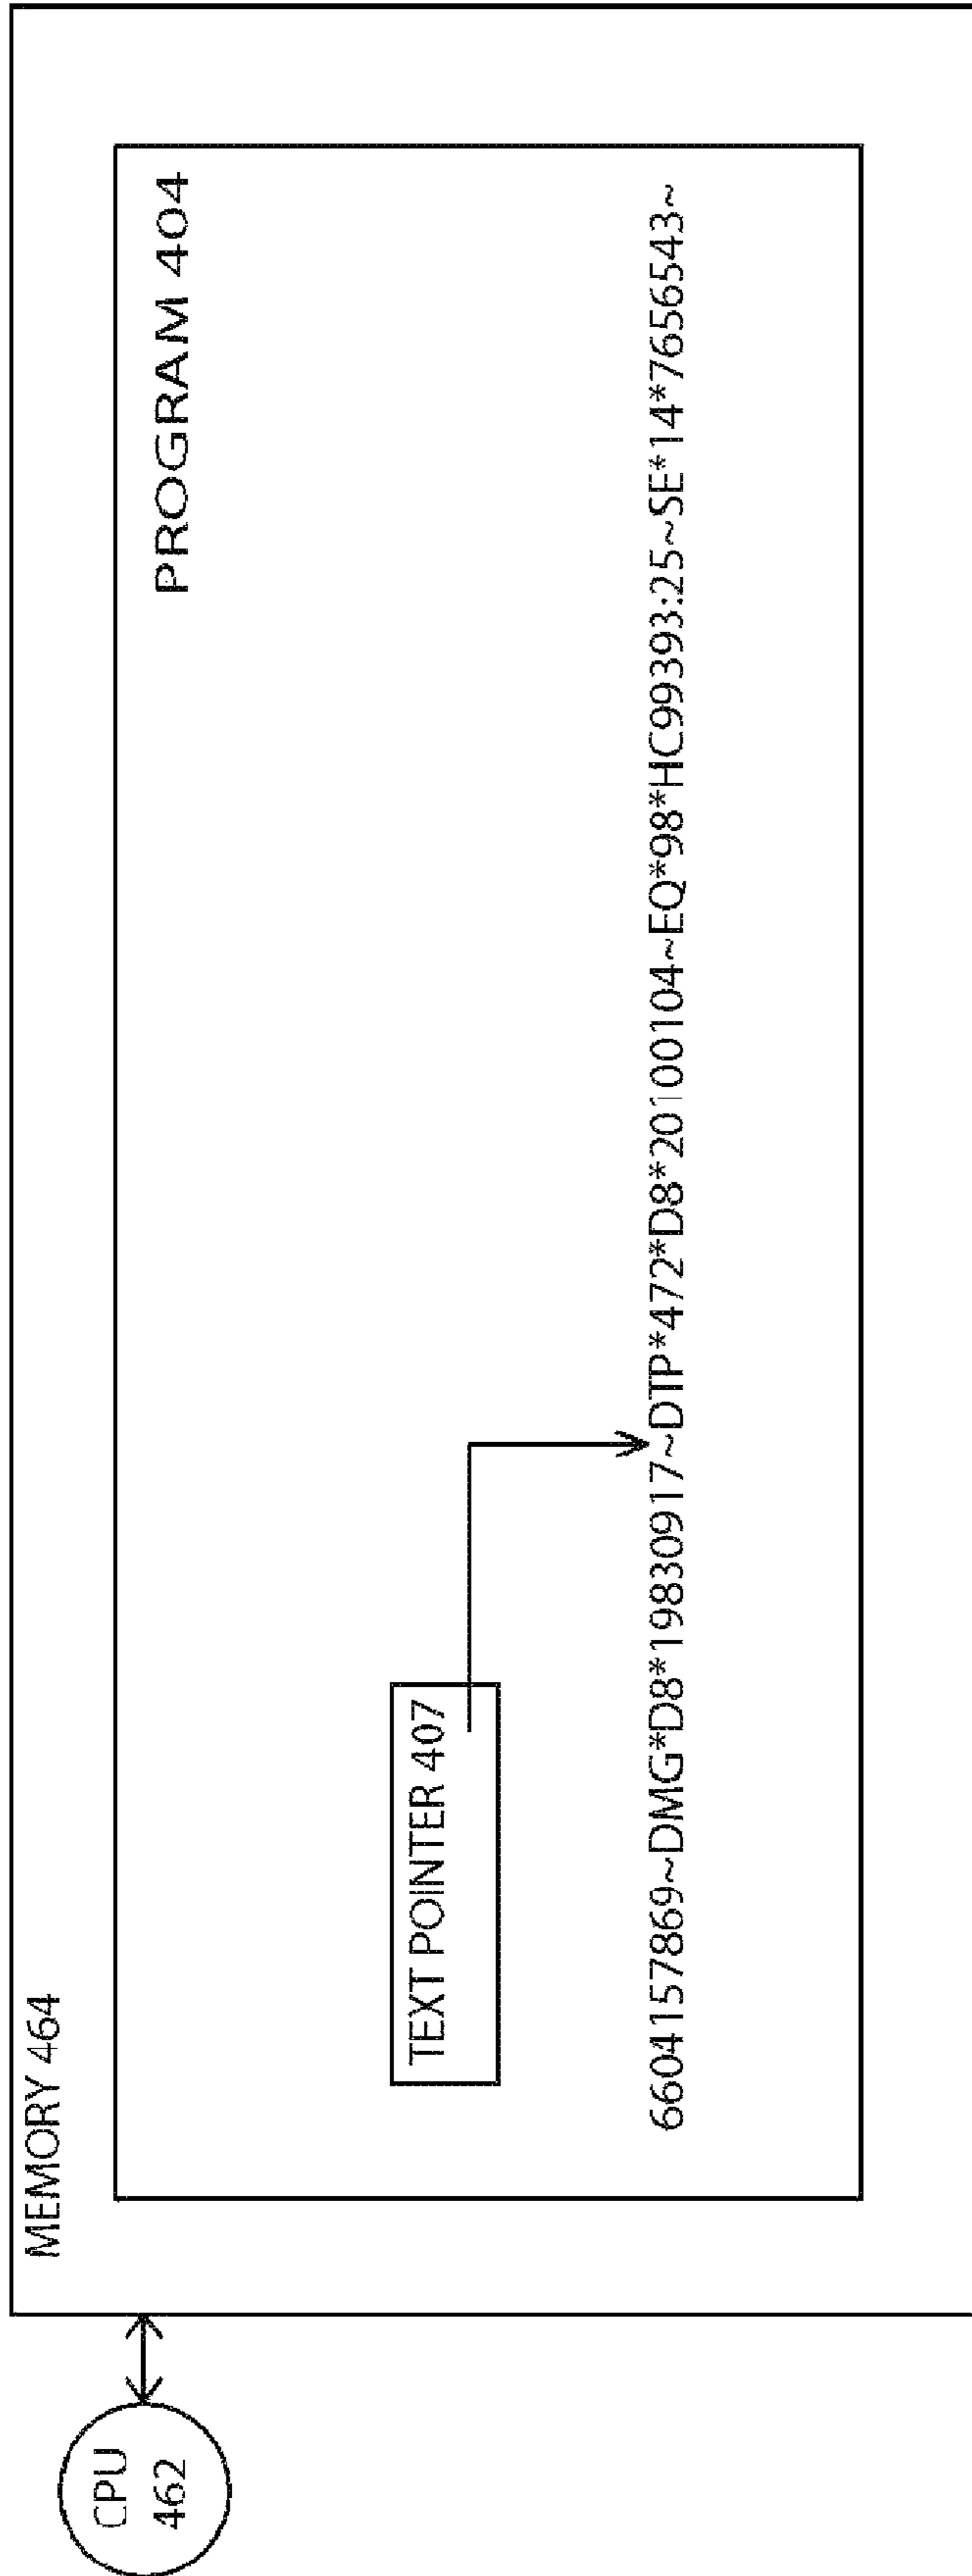 MEMORY 464
PROGRAM 404
CPU
462
TEXT POINTER 407
6604157869~DMG*D8*19830917~DTP*472*D8*20100104~EQ*98*HC99393:25~SE*14*7656543~